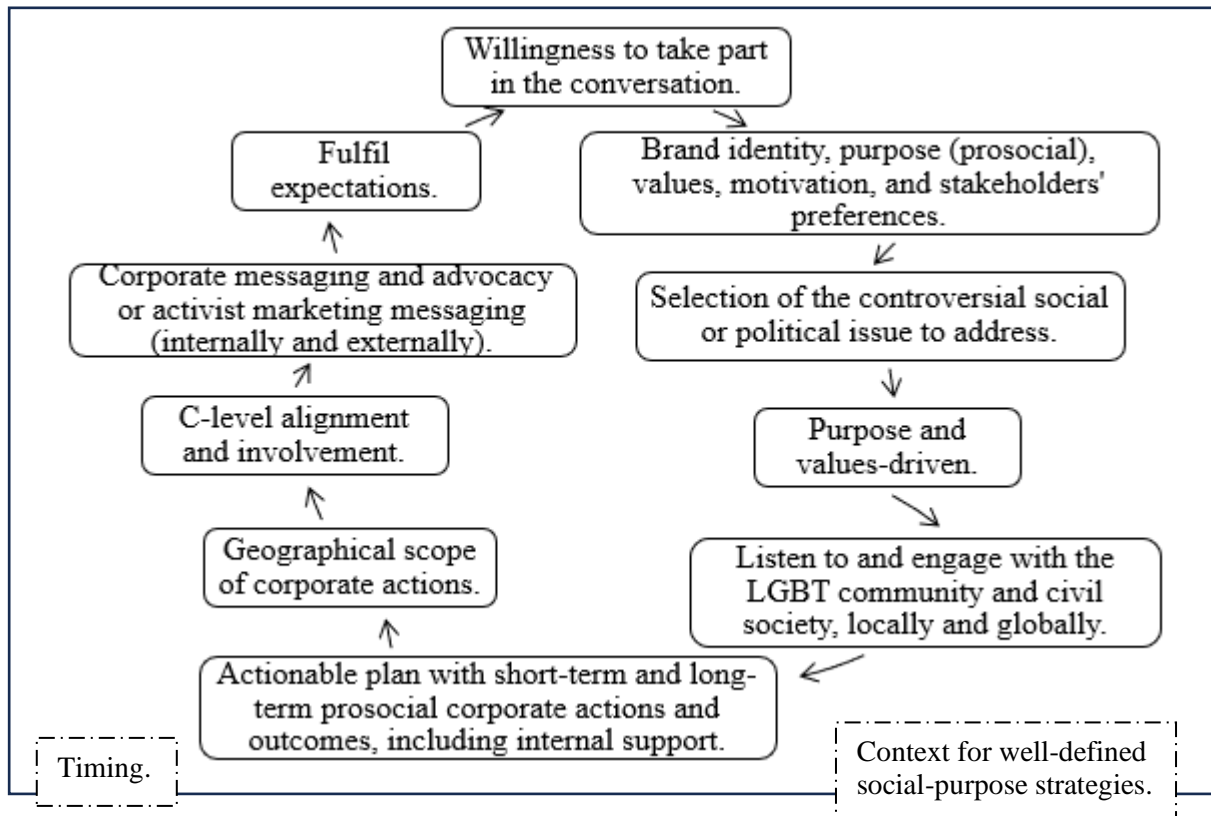 Willingness to take part
in the conversation.
Brand identity, purpose (prosocial),
values, motivation, and stakeholders'
preferences.
Selection of the controversial social
or political issue to address.
Purpose and
values-driven.
Listen to and engage with the
LGBT community and civil
society, locally and globally.
Actionable plan with short-term and long-
term prosocial corporate actions and
outcomes, including internal support.
Geographical scope
of corporate actions.
C-level alignment
and involvement.
Corporate messaging and advocacy
or activist marketing messaging
(internally and externally).
Fulfil
expectations.
Timing.
Context for well-defined
social-purpose strategies.